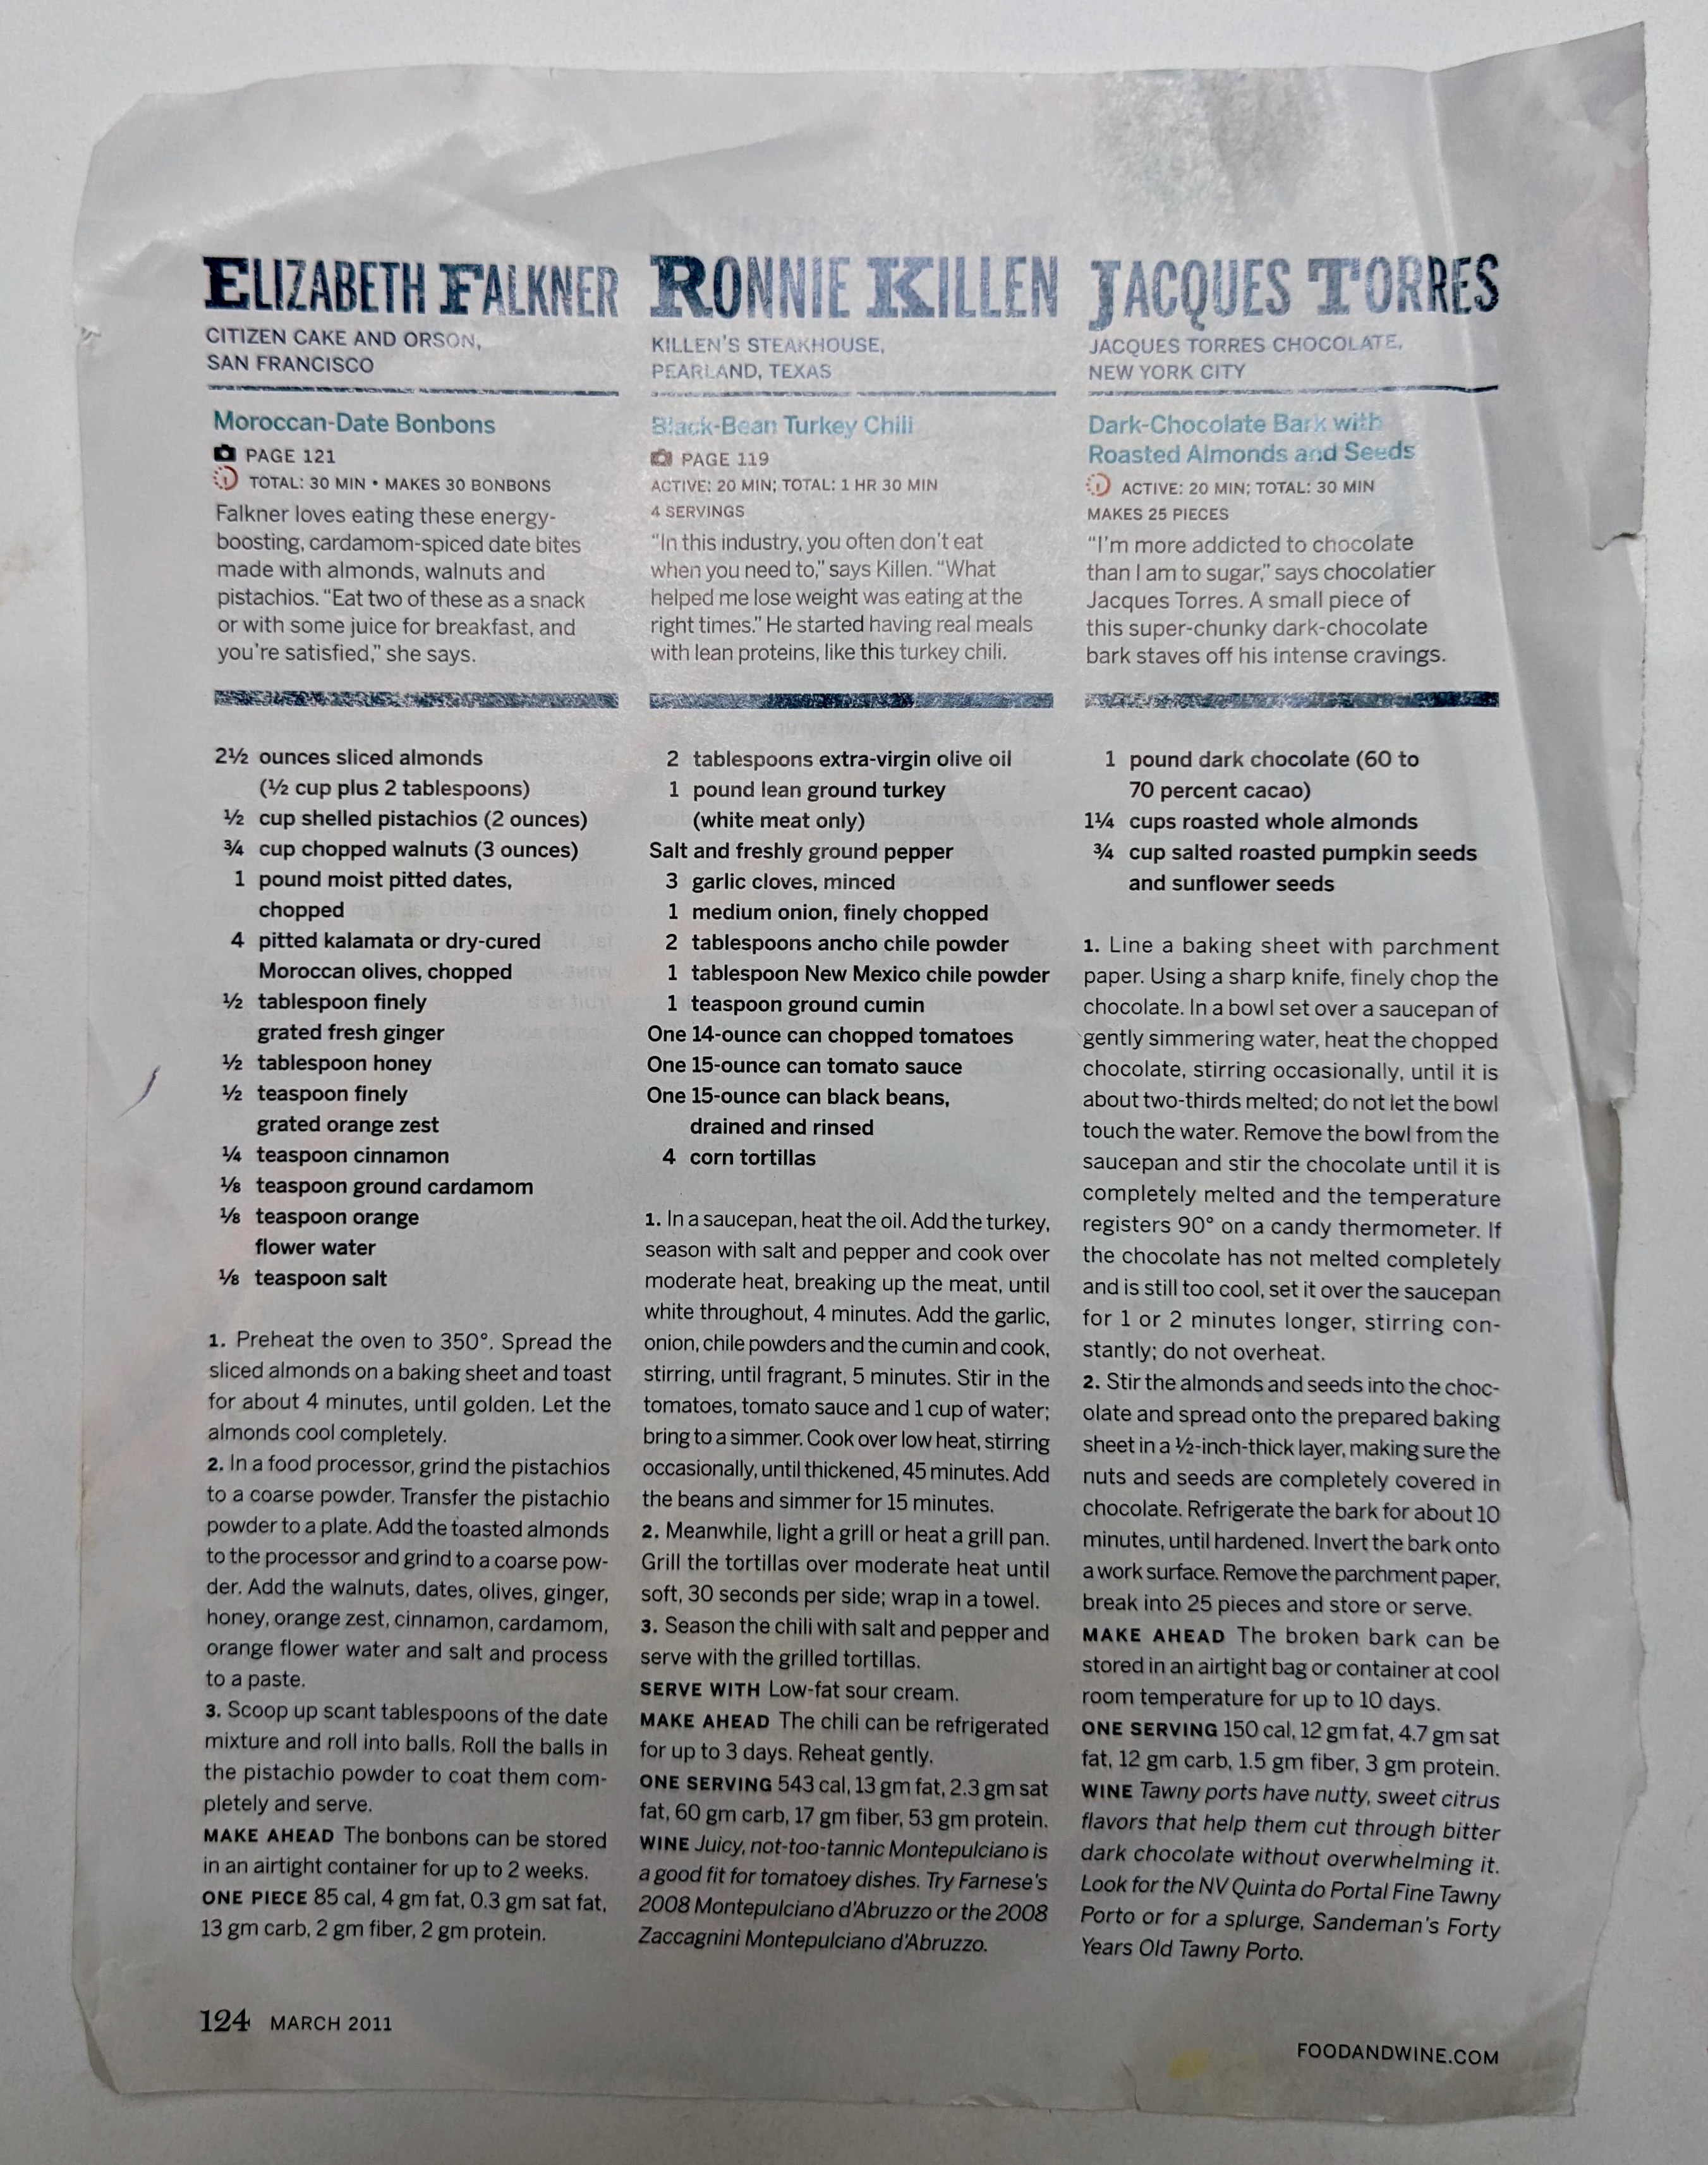 ELIZABETH FALKNER
CITIZEN CAKE AND ORSON,
SAN FRANCISCO
Moroccan-Date Bonbons
PAGE 121
TOTAL: 30 MIN • MAKES 30 BONBONS
Falkner loves eating these energy-
boosting, cardamom-spiced date bites
made with almonds, walnuts and
pistachios. “Eat two of these as a snack
or with some juice for breakfast, and
you’re satisfied,” she says.
2½ ounces sliced almonds
(½ cup plus 2 tablespoons)
½ cup shelled pistachios (2 ounces)
¾ cup chopped walnuts (3 ounces)
1 pound moist pitted dates,
chopped
4 pitted kalamata or dry-cured
Moroccan olives, chopped
½ tablespoon finely
grated fresh ginger
½ tablespoon honey
½ teaspoon finely
grated orange zest
¼ teaspoon cinnamon
⅛ teaspoon ground cardamom
⅛ teaspoon orange
flower water
⅛ teaspoon salt
1. Preheat the oven to 350°. Spread the
sliced almonds on a baking sheet and toast
for about 4 minutes, until golden. Let the
almonds cool completely.
2. In a food processor, grind the pistachios
to a coarse powder. Transfer the pistachio
powder to a plate. Add the toasted almonds
to the processor and grind to a coarse pow-
der. Add the walnuts, dates, olives, ginger,
honey, orange zest, cinnamon, cardamom,
orange flower water and salt and process
to a paste.
3. Scoop up scant tablespoons of the date
mixture and roll into balls. Roll the balls in
the pistachio powder to coat them com-
pletely and serve.
MAKE AHEAD The bonbons can be stored
in an airtight container for up to 2 weeks.
ONE PIECE 85 cal, 4 gm fat, 0.3 gm sat fat,
13 gm carb, 2 gm fiber, 2 gm protein.
RONNIE KILLEN
KILLEN’S STEAKHOUSE,
PEARLAND, TEXAS
Black-Bean Turkey Chili
PAGE 119
ACTIVE: 20 MIN; TOTAL: 1 HR 30 MIN
4 SERVINGS
“In this industry, you often don’t eat
when you need to,” says Killen. “What
helped me lose weight was eating at the
right times.” He started having real meals
with lean proteins, like this turkey chili.
2 tablespoons extra-virgin olive oil
1 pound lean ground turkey
(white meat only)
Salt and freshly ground pepper
3 garlic cloves, minced
1 medium onion, finely chopped
2 tablespoons ancho chile powder
1 tablespoon New Mexico chile powder
1 teaspoon ground cumin
One 14-ounce can chopped tomatoes
One 15-ounce can tomato sauce
One 15-ounce can black beans,
drained and rinsed
4 corn tortillas
1. In a saucepan, heat the oil. Add the turkey,
season with salt and pepper and cook over
moderate heat, breaking up the meat, until
white throughout, 4 minutes. Add the garlic,
onion, chile powders and the cumin and cook,
stirring, until fragrant, 5 minutes. Stir in the
tomatoes, tomato sauce and 1 cup of water;
bring to a simmer. Cook over low heat, stirring
occasionally, until thickened, 45 minutes. Add
the beans and simmer for 15 minutes.
2. Meanwhile, light a grill or heat a grill pan.
Grill the tortillas over moderate heat until
soft, 30 seconds per side; wrap in a towel.
3. Season the chili with salt and pepper and
serve with the grilled tortillas.
SERVE WITH Low-fat sour cream.
MAKE AHEAD The chili can be refrigerated
for up to 3 days. Reheat gently.
ONE SERVING 543 cal, 13 gm fat, 2.3 gm sat
fat, 60 gm carb, 17 gm fiber, 53 gm protein.
WINE Juicy, not-too-tannic Montepulciano is
a good fit for tomatoey dishes. Try Farnese’s
2008 Montepulciano d’Abruzzo or the 2008
Zaccagnini Montepulciano d’Abruzzo.
JACQUES TORRES
JACQUES TORRES CHOCOLATE,
NEW YORK CITY
Dark-Chocolate Bark with
Roasted Almonds and Seeds
ACTIVE: 20 MIN; TOTAL: 30 MIN
MAKES 25 PIECES
“I’m more addicted to chocolate
than I am to sugar,” says chocolatier
Jacques Torres. A small piece of
this super-chunky dark-chocolate
bark staves off his intense cravings.
1 pound dark chocolate (60 to
70 percent cacao)
1¼ cups roasted whole almonds
¾ cup salted roasted pumpkin seeds
and sunflower seeds
1. Line a baking sheet with parchment
paper. Using a sharp knife, finely chop the
chocolate. In a bowl set over a saucepan of
gently simmering water, heat the chopped
chocolate, stirring occasionally, until it is
about two-thirds melted; do not let the bowl
touch the water. Remove the bowl from the
saucepan and stir the chocolate until it is
completely melted and the temperature
registers 90° on a candy thermometer. If
the chocolate has not melted completely
and is still too cool, set it over the saucepan
for 1 or 2 minutes longer, stirring con-
stantly; do not overheat.
2. Stir the almonds and seeds into the choc-
olate and spread onto the prepared baking
sheet in a ½-inch-thick layer, making sure the
nuts and seeds are completely covered in
chocolate. Refrigerate the bark for about 10
minutes, until hardened. Invert the bark onto
a work surface. Remove the parchment paper,
break into 25 pieces and store or serve.
MAKE AHEAD The broken bark can be
stored in an airtight bag or container at cool
room temperature for up to 10 days.
ONE SERVING 150 cal, 12 gm fat, 4.7 gm sat
fat, 12 gm carb, 1.5 gm fiber, 3 gm protein.
WINE Tawny ports have nutty, sweet citrus
flavors that help them cut through bitter
dark chocolate without overwhelming it.
Look for the NV Quinta do Portal Fine Tawny
Porto or for a splurge, Sandeman’s Forty
Years Old Tawny Porto.
124 MARCH 2011
FOODANDWINE.COM